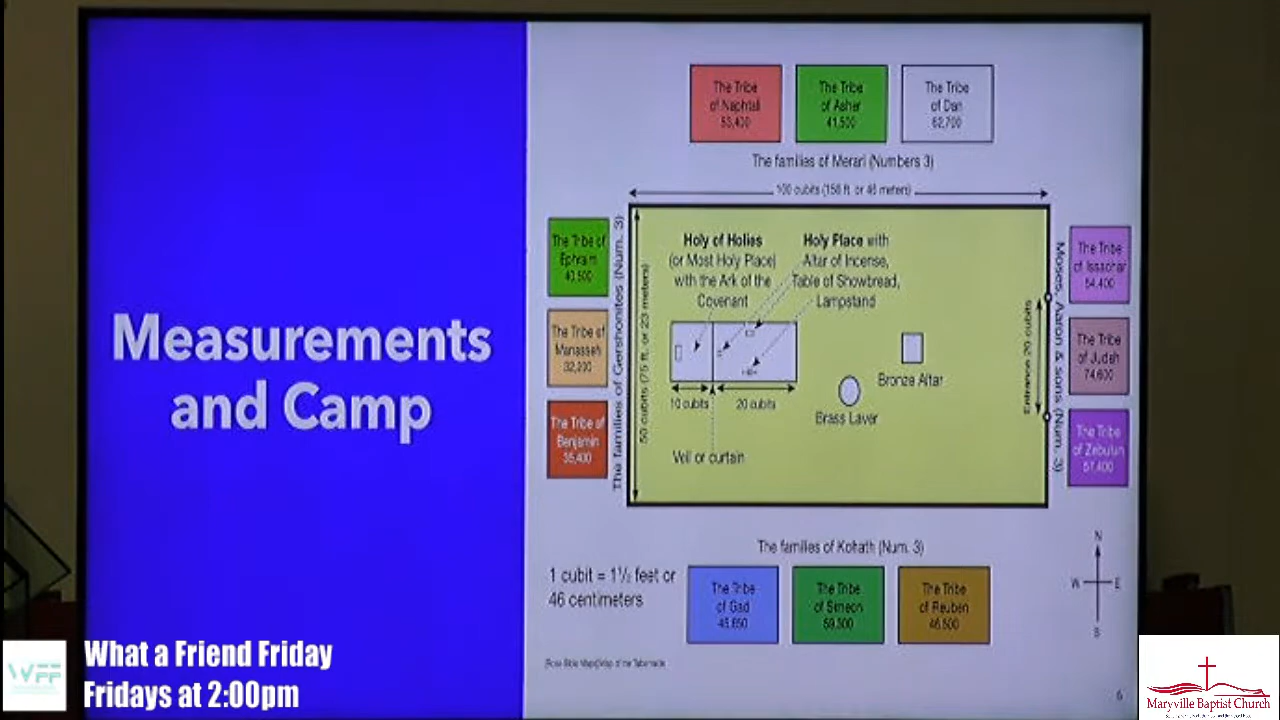 Measurements
and Camp
The Tribe
of Naphtali
53,400
The Tribe
of Asher
41,500
The Tribe
of Dan
62,700
The families of Merari (Numbers 3)
100 cubits (158 ft. or 46 meters)
The Tribe of
Ephraim
40,500
The Tribe of
Manasseh
32,200
The Tribe of
Benjamin
35,400
The families of Gershonites (Num. 3)
50 cubits (75 ft. or 23 meters)
Holy of Holies
(or Most Holy Place)
with the Ark of the
Covenant
Holy Place with
Altar of Incense,
Table of Showbread,
Lampstand
10 cubits
20 cubits
Veil or curtain
Brass Laver
Bronze Altar
Entrance 20 cubits
Moses, Aaron & sons (Num. 3)
The Tribe
of Issachar
54,400
The Tribe
of Judah
74,600
The Tribe
of Zebulun
57,400
The families of Kohath (Num. 3)
1 cubit = 1½ feet or
46 centimeters
The Tribe
of Gad
45,650
The Tribe
of Simeon
59,300
The Tribe
of Reuben
46,500
N
W E
S
6
WFF
What a Friend Friday
Fridays at 2:00pm
Maryville Baptist Church